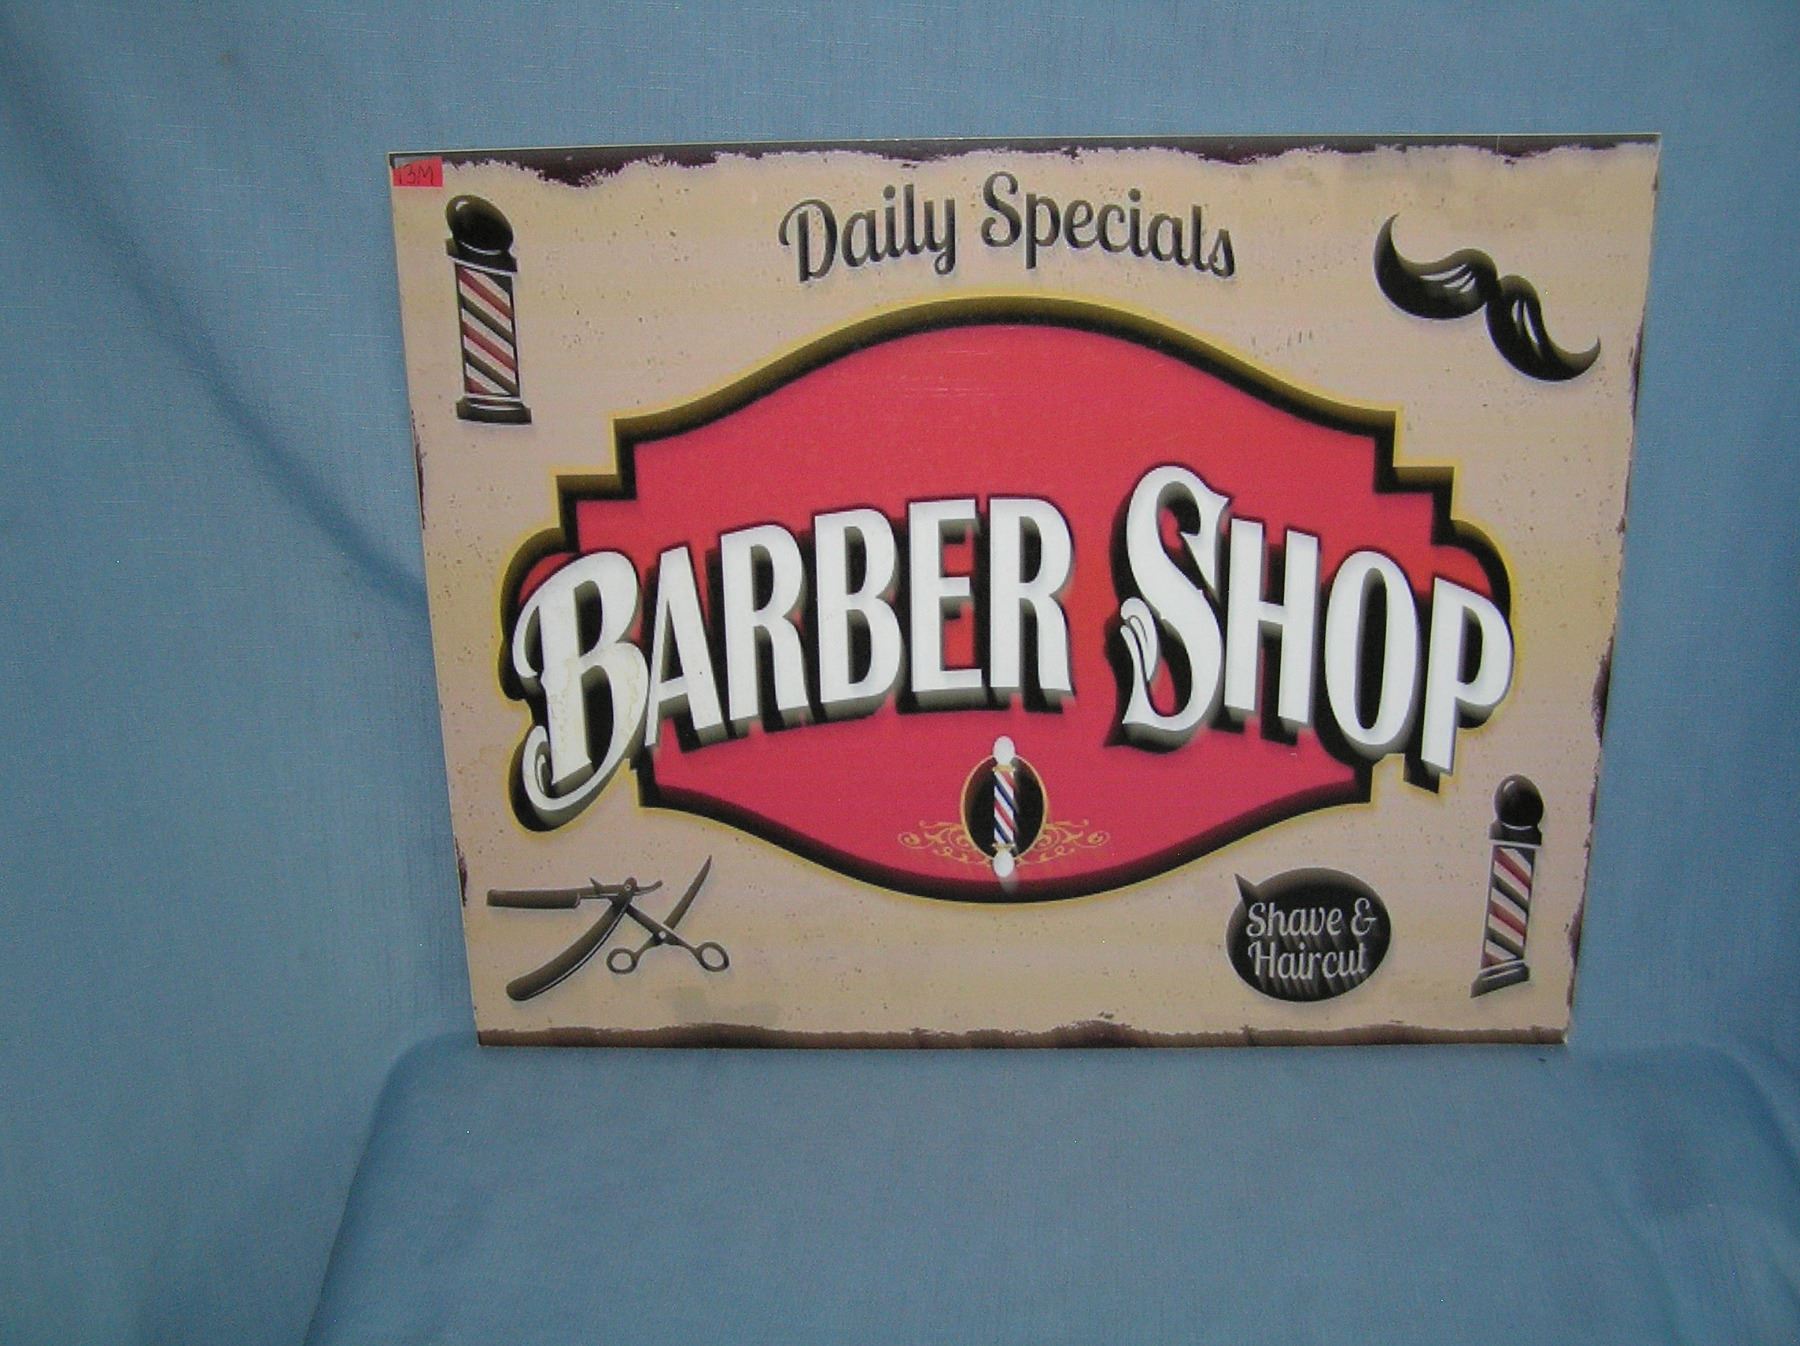 13M
Daily Specials
BARBER SHOP
Shave &
Haircut